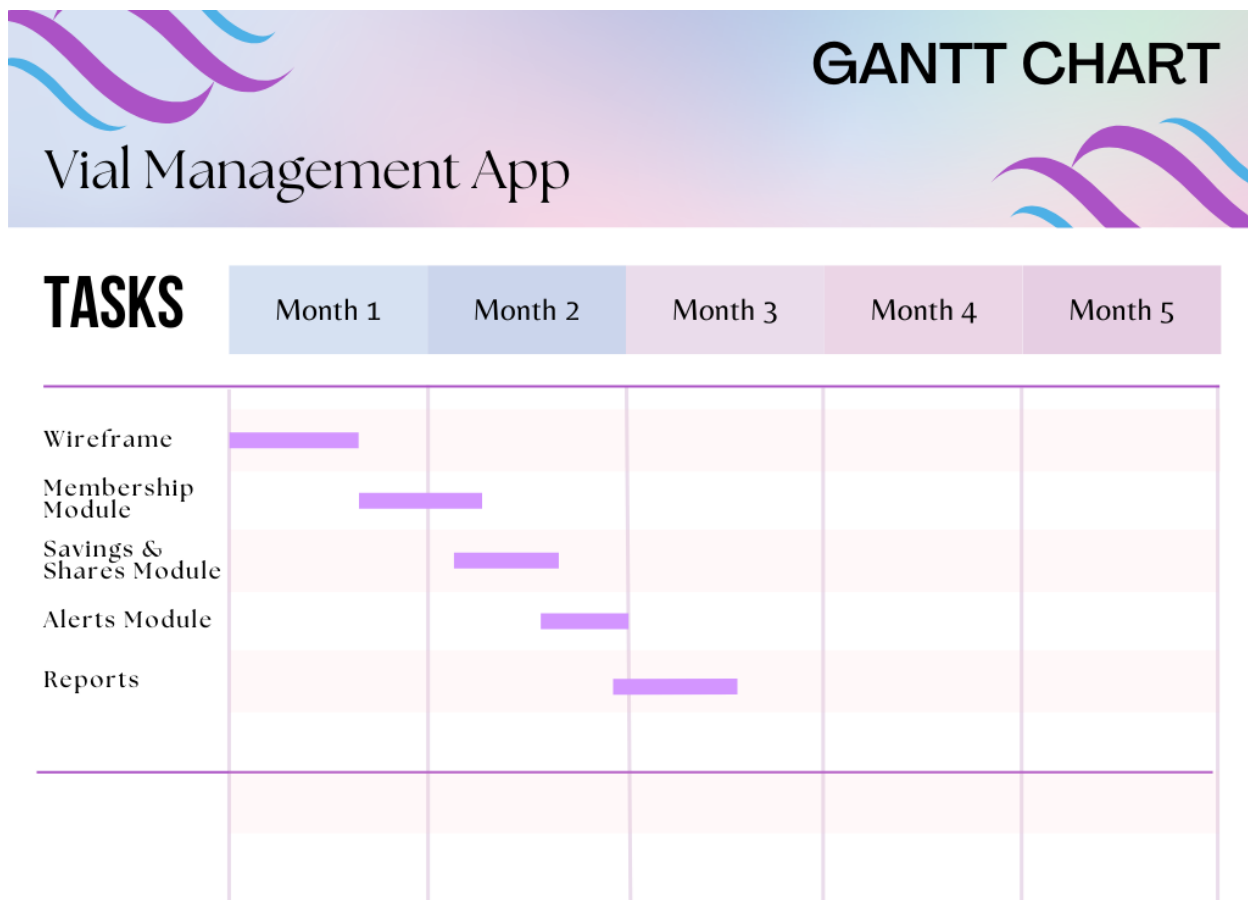 GANTT CHART
Vial Management App
TASKS
Month 1
Month 2
Month 3
Month 4
Month 5
Wireframe
Membership
Module
Savings &
Shares Module
Alerts Module
Reports